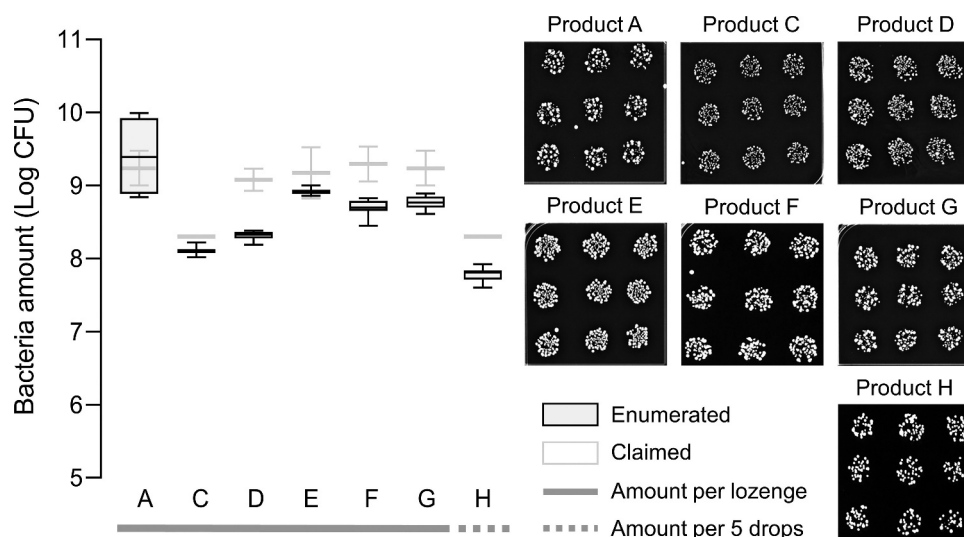 Bacteria amount (Log CFU)
11
10
9
8
7
6
5
A C D E F G H
Product A Product C Product D
Product E Product F Product G
Product H
Enumerated
Claimed
Amount per lozenge
Amount per 5 drops